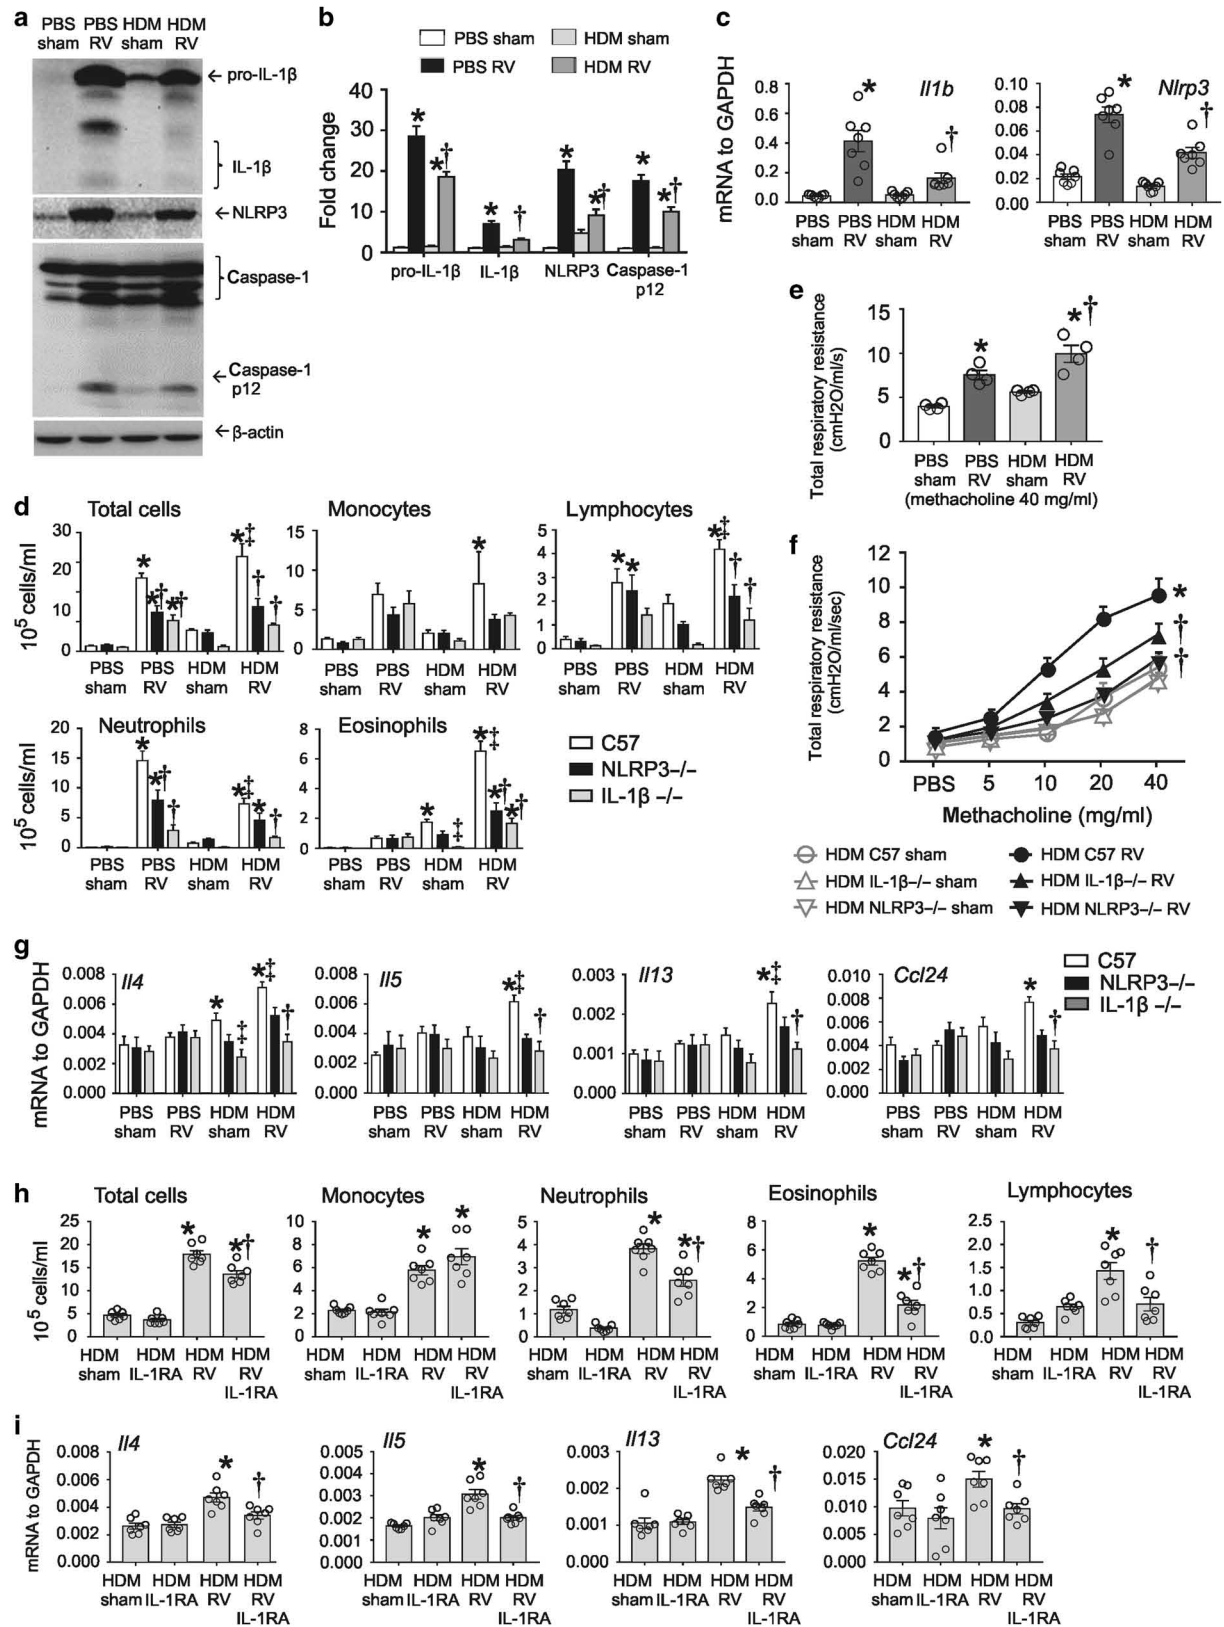 a
PBS PBS HDM HDM
sham RV sham RV
← pro-IL-1β
IL-1β
← NLRP3
Caspase-1
← Caspase-1
p12
← β-actin
b
PBS sham
HDM sham
PBS RV
HDM RV
Fold change
40
30
20
10
0
* *† * † * *† * *†
pro-IL-1β IL-1β NLRP3 Caspase-1
p12
c
mRNA to GAPDH
Il1b
0.8
0.6
0.4
0.2
0.0
* †
PBS sham PBS RV HDM sham HDM RV
Nlrp3
0.10
0.08
0.06
0.04
0.02
0.00
* †
PBS sham PBS RV HDM sham HDM RV
e
Total respiratory resistance
(cmH2O/ml/s)
15
10
5
0
* *†
PBS sham PBS RV HDM sham HDM RV
(methacholine 40 mg/ml)
d
10⁵ cells/ml
Total cells
30
20
10
0
* *† *† *‡ † †
PBS sham PBS RV HDM sham HDM RV
Monocytes
15
10
5
0
*
PBS sham PBS RV HDM sham HDM RV
Lymphocytes
5
4
3
2
1
0
* * *‡ † †
PBS sham PBS RV HDM sham HDM RV
10⁵ cells/ml
Neutrophils
20
15
10
5
0
* *† † *‡ * †
PBS sham PBS RV HDM sham HDM RV
Eosinophils
8
6
4
2
0
* ‡ *‡ *† *†
PBS sham PBS RV HDM sham HDM RV
C57
NLRP3–/–
IL-1β –/–
f
Total respiratory resistance
(cmH2O/ml/sec)
12
10
8
6
4
2
0
*
†
†
PBS 5 10 20 40
Methacholine (mg/ml)
HDM C57 sham
HDM C57 RV
HDM IL-1β–/– sham
HDM IL-1β–/– RV
HDM NLRP3–/– sham
HDM NLRP3–/– RV
g
mRNA to GAPDH
Il4
0.008
0.006
0.004
0.002
0.000
* ‡ *‡ †
PBS sham PBS RV HDM sham HDM RV
Il5
0.008
0.006
0.004
0.002
0.000
*‡ †
PBS sham PBS RV HDM sham HDM RV
Il13
0.003
0.002
0.001
0.000
*‡ †
PBS sham PBS RV HDM sham HDM RV
Ccl24
0.010
0.008
0.006
0.004
0.002
0.000
* †
PBS sham PBS RV HDM sham HDM RV
C57
NLRP3–/–
IL-1β –/–
h
10⁵ cells/ml
Total cells
25
20
15
10
5
0
* *†
HDM sham HDM IL-1RA HDM RV HDM RV IL-1RA
Monocytes
10
8
6
4
2
0
* *
HDM sham HDM IL-1RA HDM RV HDM RV IL-1RA
Neutrophils
5
4
3
2
1
0
* *†
HDM sham HDM IL-1RA HDM RV HDM RV IL-1RA
Eosinophils
8
6
4
2
0
* *†
HDM sham HDM IL-1RA HDM RV HDM RV IL-1RA
Lymphocytes
2.5
2.0
1.5
1.0
0.5
0.0
* †
HDM sham HDM IL-1RA HDM RV HDM RV IL-1RA
i
mRNA to GAPDH
Il4
0.008
0.006
0.004
0.002
0.000
* †
HDM sham HDM IL-1RA HDM RV HDM RV IL-1RA
Il5
0.005
0.004
0.003
0.002
0.001
0.000
* †
HDM sham HDM IL-1RA HDM RV HDM RV IL-1RA
Il13
0.003
0.002
0.001
0.000
* †
HDM sham HDM IL-1RA HDM RV HDM RV IL-1RA
Ccl24
0.020
0.015
0.010
0.005
0.000
* †
HDM sham HDM IL-1RA HDM RV HDM RV IL-1RA